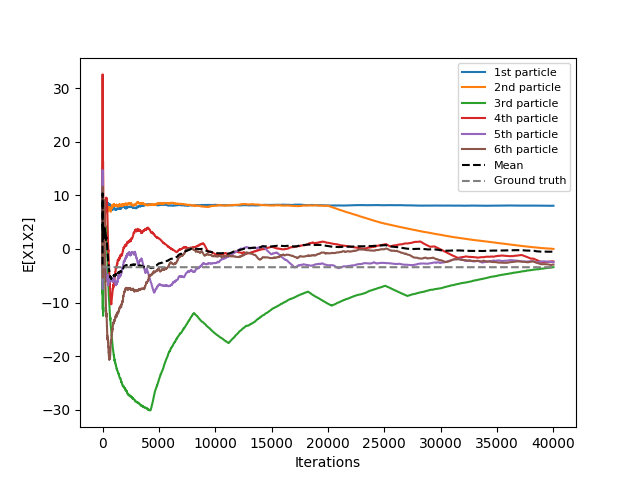 E[X1X2]
30
20
10
0
−10
−20
−30
1st particle
2nd particle
3rd particle
4th particle
5th particle
6th particle
Mean
Ground truth
0 5000 10000 15000 20000 25000 30000 35000 40000
Iterations